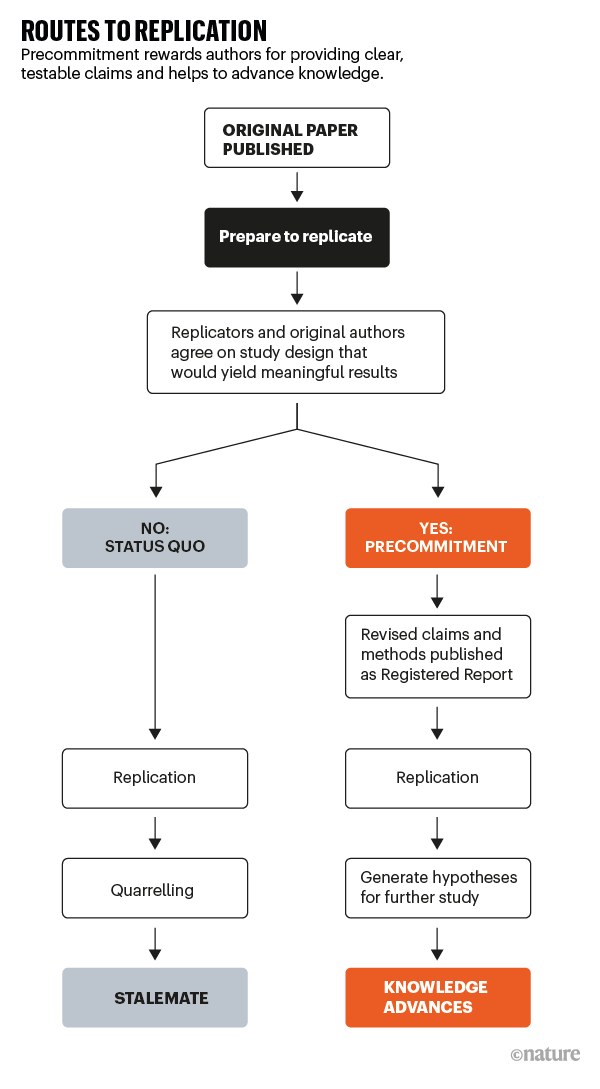 ROUTES TO REPLICATION
Precommitment rewards authors for providing clear,
testable claims and helps to advance knowledge.
ORIGINAL PAPER
PUBLISHED
Prepare to replicate
Replicators and original authors
agree on study design that
would yield meaningful results
NO:
STATUS QUO
YES:
PRECOMMITMENT
Revised claims and
methods published
as Registered Report
Replication
Replication
Quarrelling
Generate hypotheses
for further study
STALEMATE
KNOWLEDGE
ADVANCES
©nature